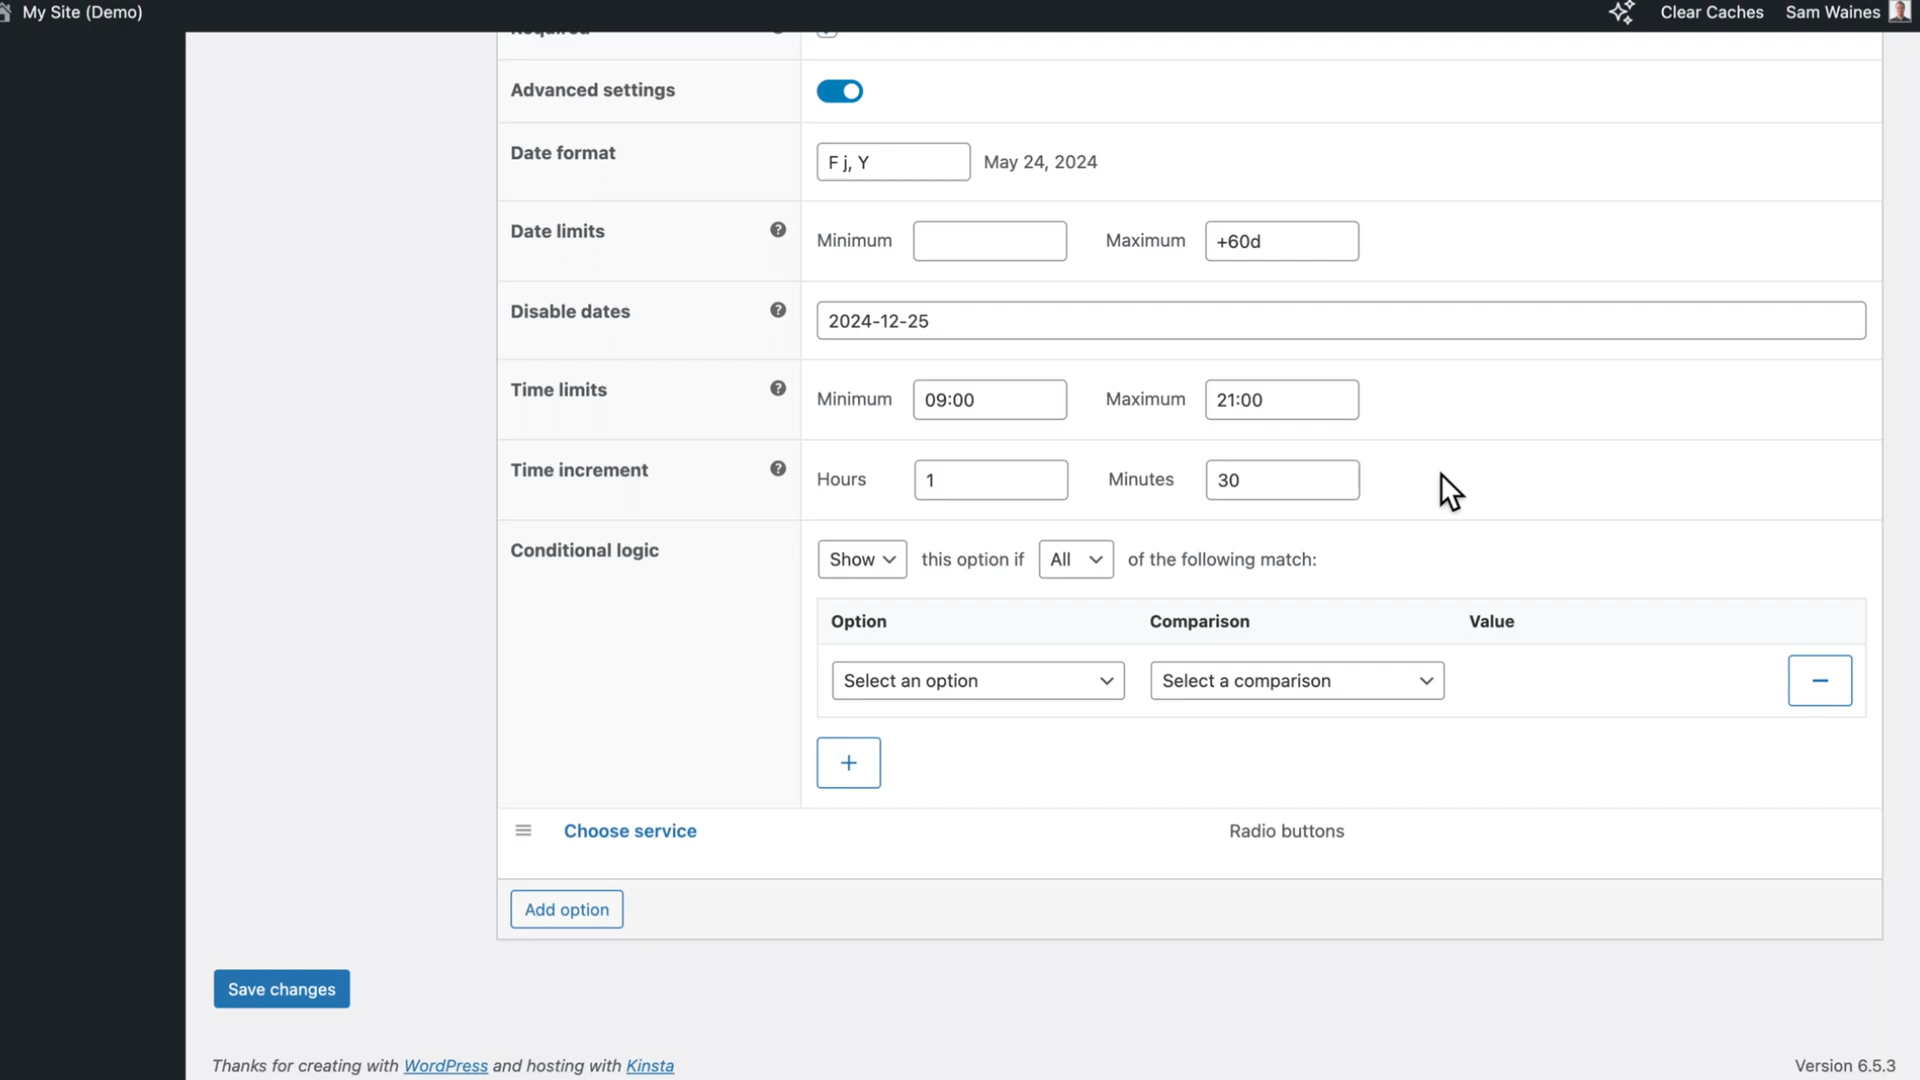 My Site (Demo) Clear Caches Sam Waines
Required
Advanced settings
Date format F j, Y May 24, 2024
Date limits ? Minimum Maximum +60d
Disable dates ? 2024-12-25
Time limits ? Minimum 09:00 Maximum 21:00
Time increment ? Hours 1 Minutes 30
Conditional logic Show this option if All of the following match:
Option Comparison Value
Select an option Select a comparison −
+
Choose service Radio buttons
Add option
Save changes
Thanks for creating with WordPress and hosting with Kinsta Version 6.5.3